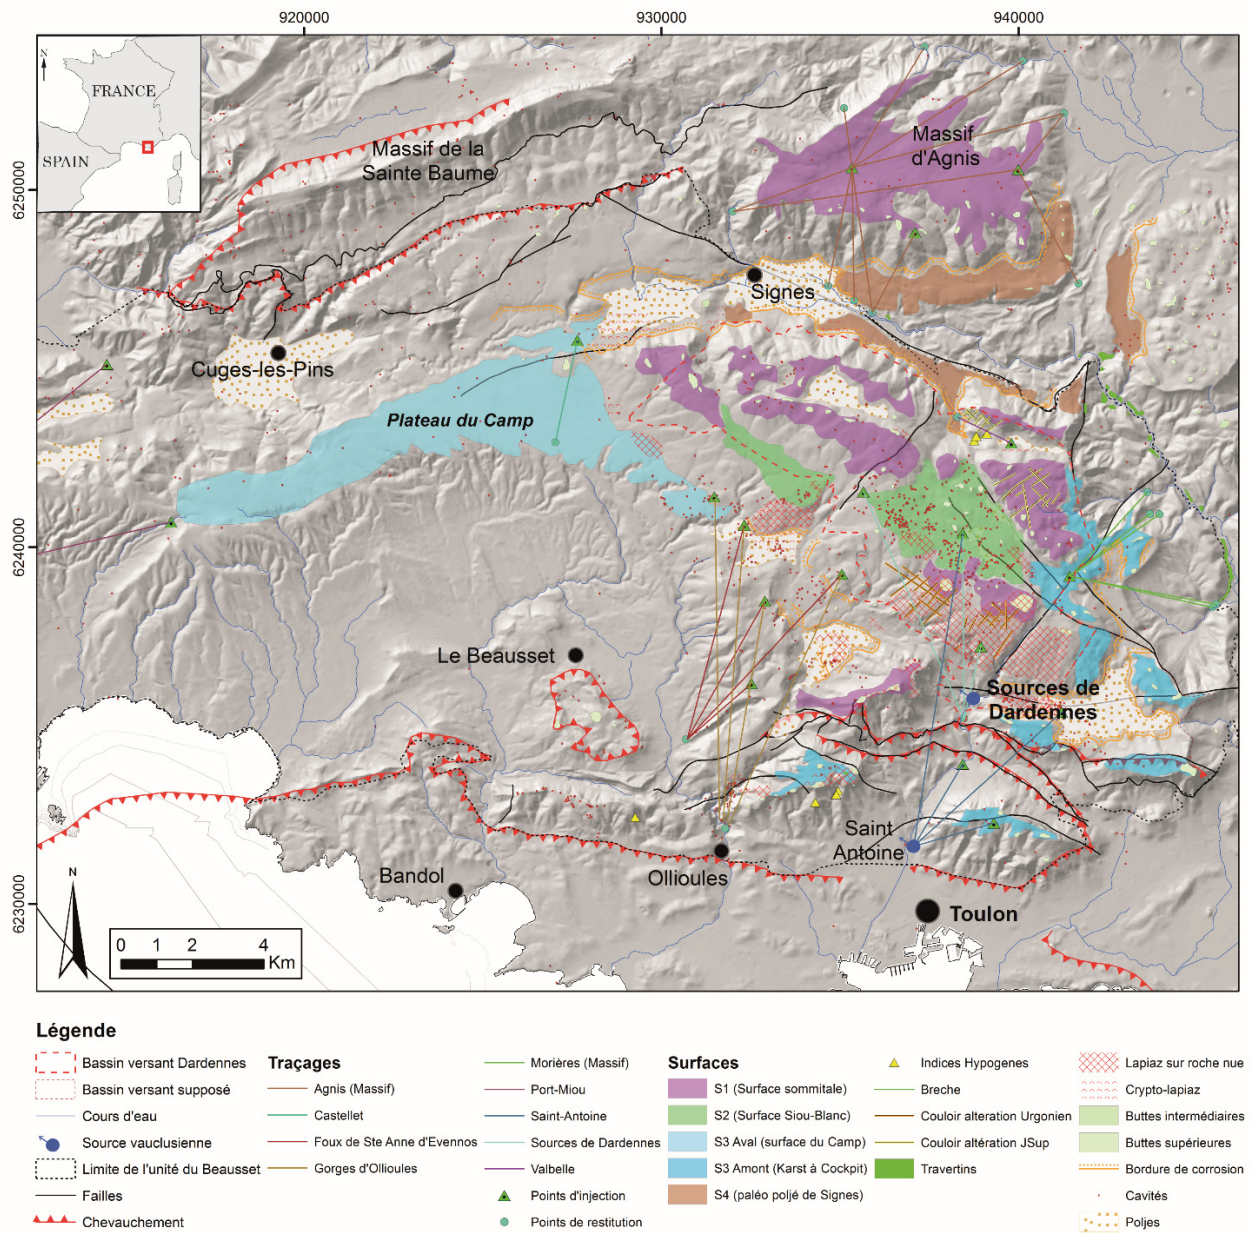 920000
930000
940000
N
FRANCE
SPAIN
Massif de la
Sainte Baume
Massif
d'Agnis
6250000
Signes
Cuges-les-Pins
Plateau du Camp
6240000
Le Beausset
Sources de
Dardennes
Saint
Antoine
Bandol
Ollioules
6230000
Toulon
N
0 1 2 4
Km
Légende
Bassin versant Dardennes
Bassin versant supposé
Cours d'eau
Source vauclusienne
Limite de l'unité du Beausset
Failles
Chevauchement
Traçages
Agnis (Massif)
Castellet
Foux de Ste Anne d'Evennos
Gorges d'Ollioules
Morières (Massif)
Port-Miou
Saint-Antoine
Sources de Dardennes
Valbelle
Points d'injection
Points de restitution
Surfaces
S1 (Surface sommitale)
S2 (Surface Siou-Blanc)
S3 Aval (surface du Camp)
S3 Amont (Karst à Cockpit)
S4 (paléo poljé de Signes)
Indices Hypogenes
Breche
Couloir alteration Urgonien
Couloir altération JSup
Travertins
Lapiaz sur roche nue
Crypto-lapiaz
Buttes intermédiaires
Buttes supérieures
Bordure de corrosion
Cavités
Poljes